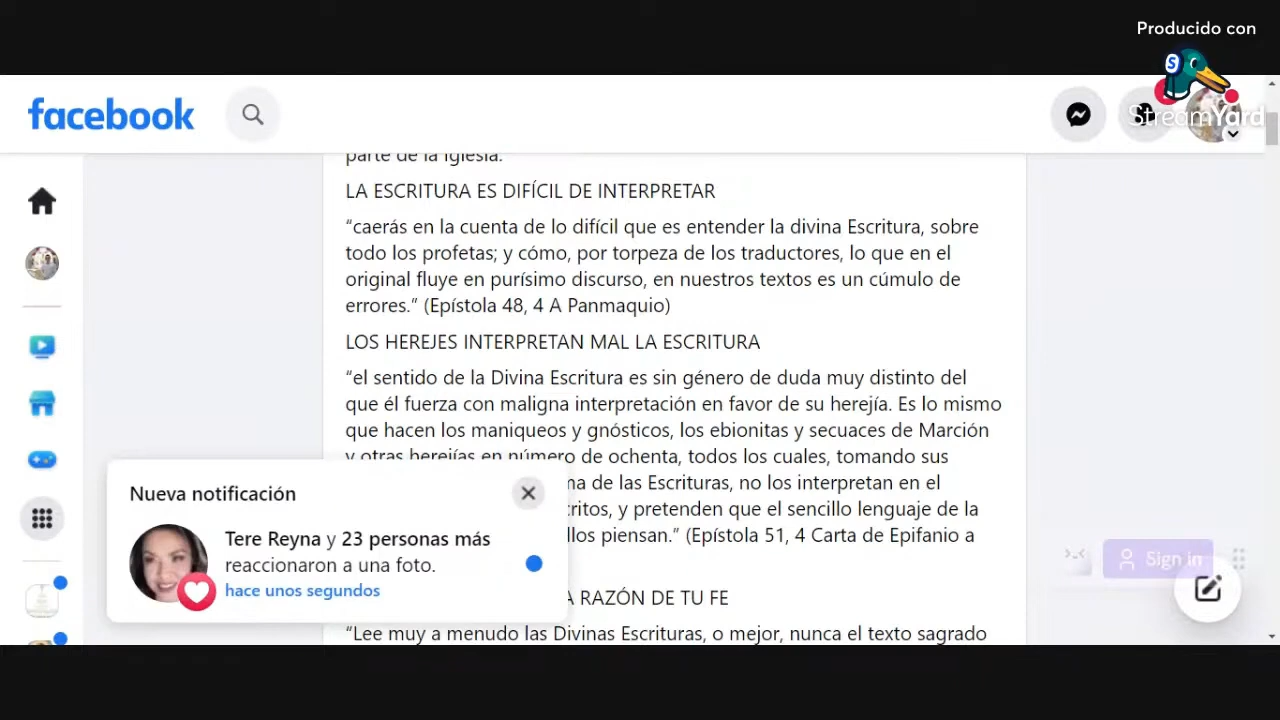 Producido con
StreamYard
facebook
parte de la Iglesia.
LA ESCRITURA ES DIFÍCIL DE INTERPRETAR
“caerás en la cuenta de lo difícil que es entender la divina Escritura, sobre
todo los profetas; y cómo, por torpeza de los traductores, lo que en el
original fluye en purísimo discurso, en nuestros textos es un cúmulo de
errores.” (Epístola 48, 4 A Panmaquio)
LOS HEREJES INTERPRETAN MAL LA ESCRITURA
“el sentido de la Divina Escritura es sin género de duda muy distinto del
que él fuerza con maligna interpretación en favor de su herejía. Es lo mismo
que hacen los maniqueos y gnósticos, los ebionitas y secuaces de Marción
y otras herejías en número de ochenta, todos los cuales, tomando sus
de las Escrituras, no los interpretan en el
y pretenden que el sencillo lenguaje de la
piensan.” (Epístola 51, 4 Carta de Epifanio a
RAZÓN DE TU FE
“Lee muy a menudo las Divinas Escrituras, o mejor, nunca el texto sagrado
Nueva notificación
Tere Reyna y 23 personas más
reaccionaron a una foto.
hace unos segundos
Sign in